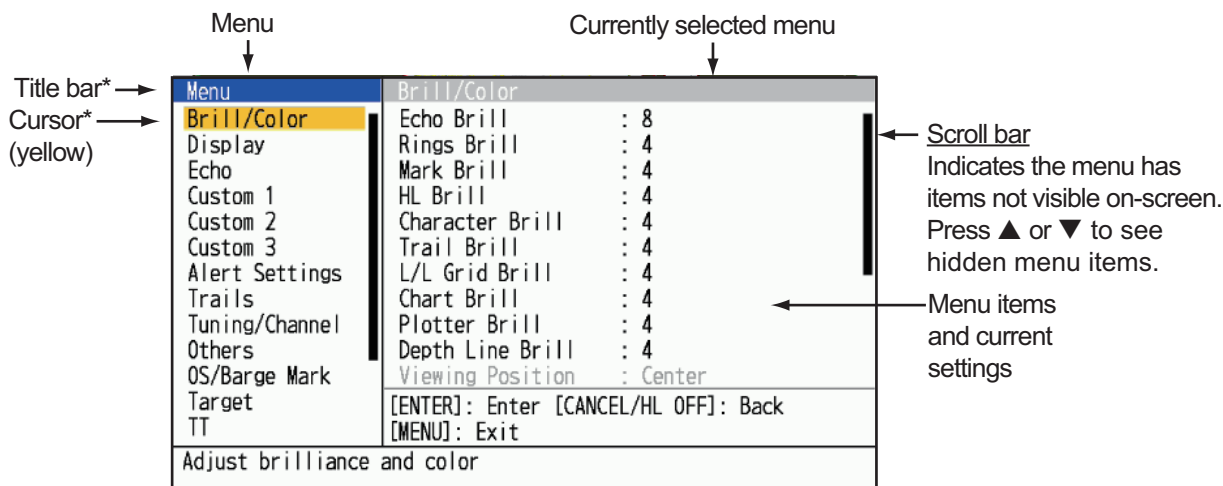 Menu
Currently selected menu
Title bar*
Cursor*
(yellow)
Menu
Brill/Color
Display
Echo
Custom 1
Custom 2
Custom 3
Alert Settings
Trails
Tuning/Channel
Others
OS/Barge Mark
Target
TT
Brill/Color
Echo Brill : 8
Rings Brill : 4
Mark Brill : 4
HL Brill : 4
Character Brill : 4
Trail Brill : 4
L/L Grid Brill : 4
Chart Brill : 4
Plotter Brill : 4
Depth Line Brill : 4
Viewing Position : Center
[ENTER]: Enter [CANCEL/HL OFF]: Back
[MENU]: Exit
Adjust brilliance and color
Scroll bar
Indicates the menu has
items not visible on-screen.
Press ▲ or ▼ to see
hidden menu items.
Menu items
and current
settings